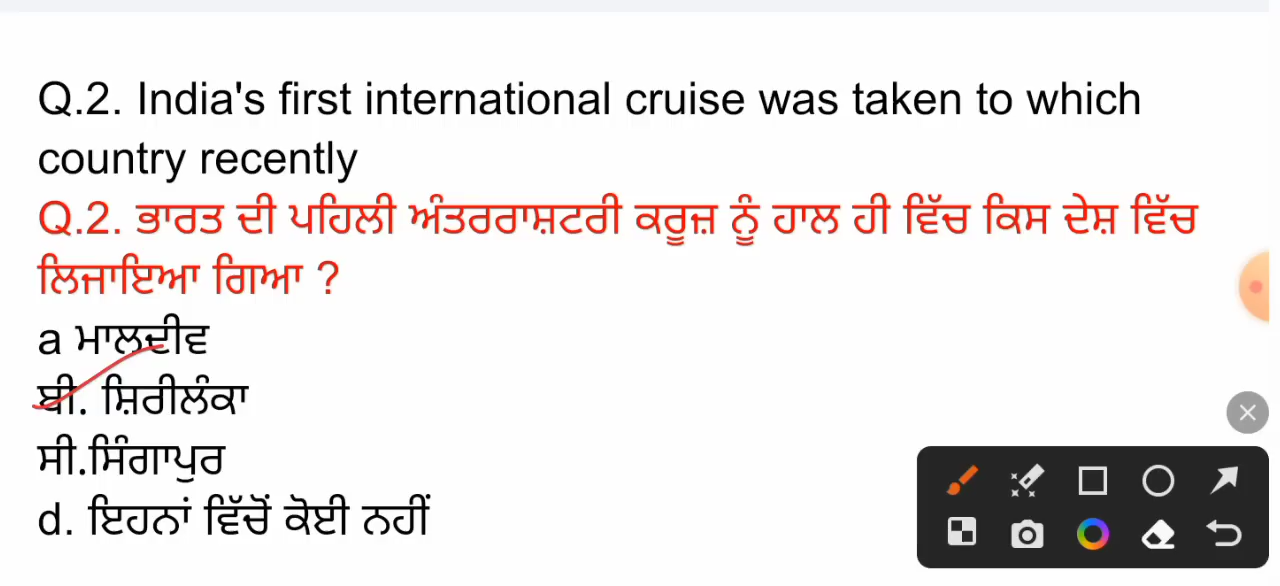 Q.2. India's first international cruise was taken to which
country recently
Q.2. ਭਾਰਤ ਦੀ ਪਹਿਲੀ ਅੰਤਰਰਾਸ਼ਟਰੀ ਕਰੂਜ਼ ਨੂੰ ਹਾਲ ਹੀ ਵਿੱਚ ਕਿਸ ਦੇਸ਼ ਵਿੱਚ
ਲਿਜਾਇਆ ਗਿਆ ?
a ਮਾਲਦੀਵ
ਬੀ. ਸ਼ਿਰੀਲੰਕਾ
ਸੀ.ਸਿੰਗਾਪੁਰ
d. ਇਹਨਾਂ ਵਿੱਚੋਂ ਕੋਈ ਨਹੀਂ